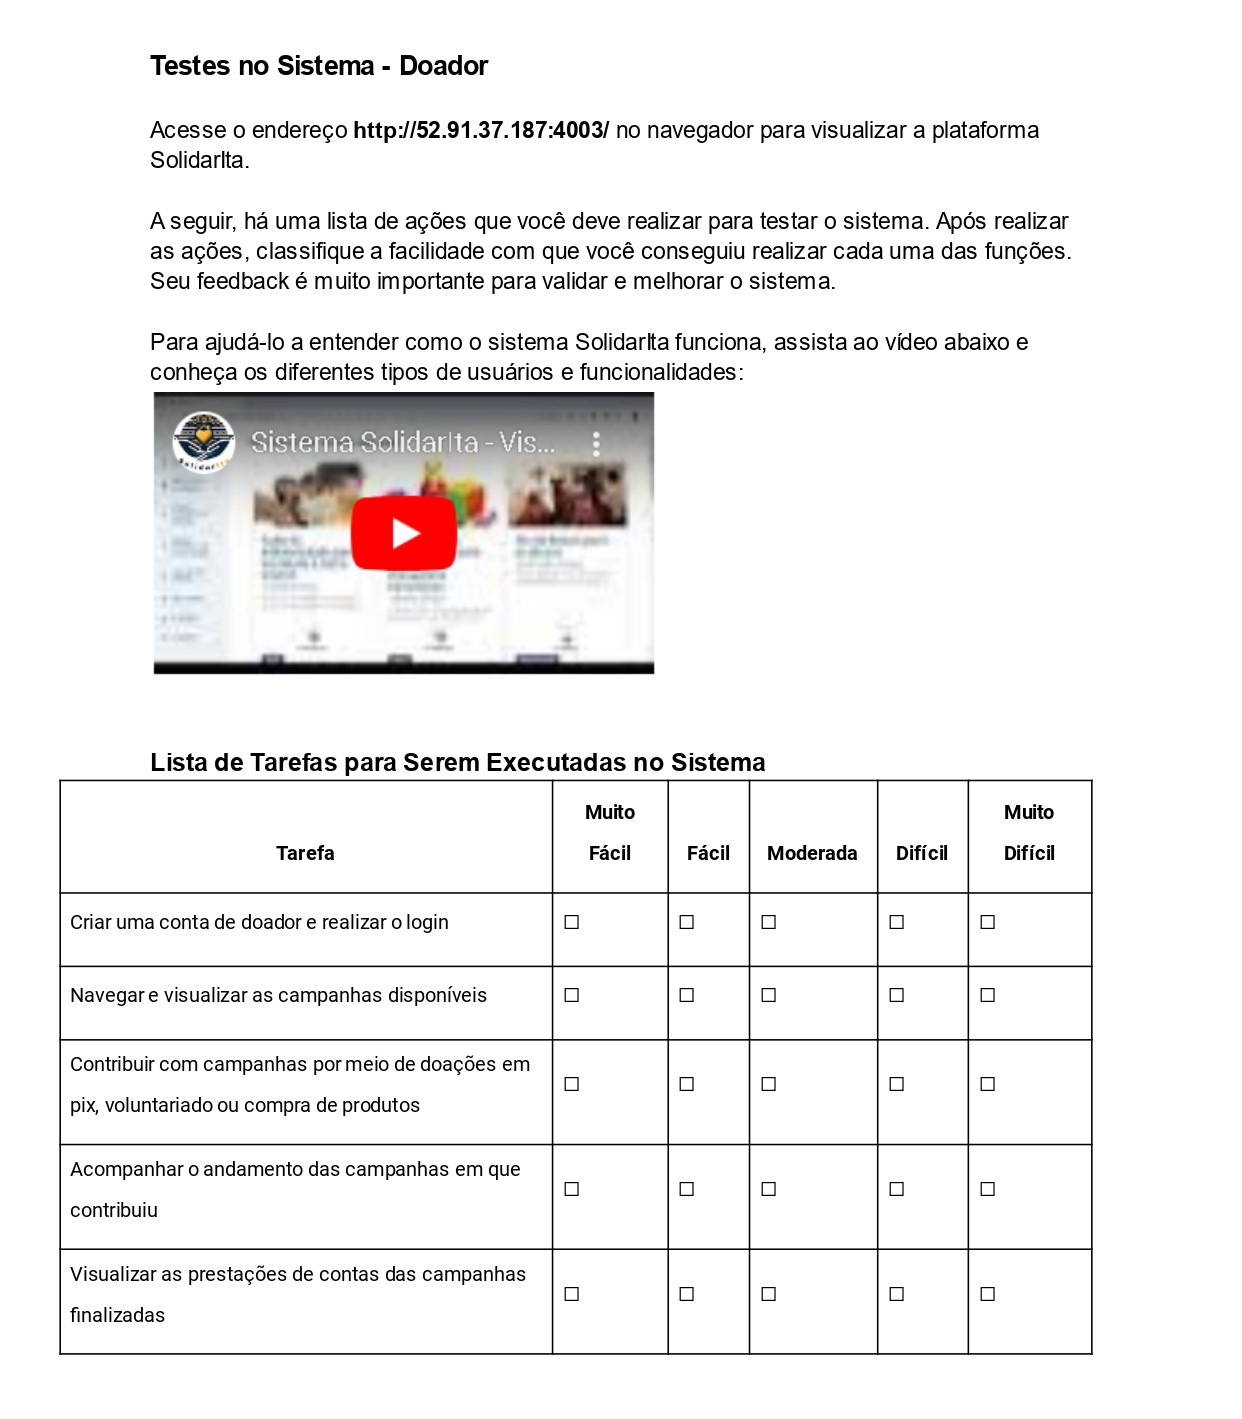 Testes no Sistema - Doador
Acesse o endereço http://52.91.37.187:4003/ no navegador para visualizar a plataforma
SolidarIta.
A seguir, há uma lista de ações que você deve realizar para testar o sistema. Após realizar
as ações, classifique a facilidade com que você conseguiu realizar cada uma das funções.
Seu feedback é muito importante para validar e melhorar o sistema.
Para ajudá-lo a entender como o sistema SolidarIta funciona, assista ao vídeo abaixo e
conheça os diferentes tipos de usuários e funcionalidades:
Sistema SolidarIta - Vis...
SolidarIta
Lista de Tarefas para Serem Executadas no Sistema
Tarefa
Muito
Fácil
Fácil
Moderada
Difícil
Muito
Difícil
Criar uma conta de doador e realizar o login
☐ ☐ ☐ ☐ ☐
Navegar e visualizar as campanhas disponíveis
☐ ☐ ☐ ☐ ☐
Contribuir com campanhas por meio de doações em
pix, voluntariado ou compra de produtos
☐ ☐ ☐ ☐ ☐
Acompanhar o andamento das campanhas em que
contribuiu
☐ ☐ ☐ ☐ ☐
Visualizar as prestações de contas das campanhas
finalizadas
☐ ☐ ☐ ☐ ☐